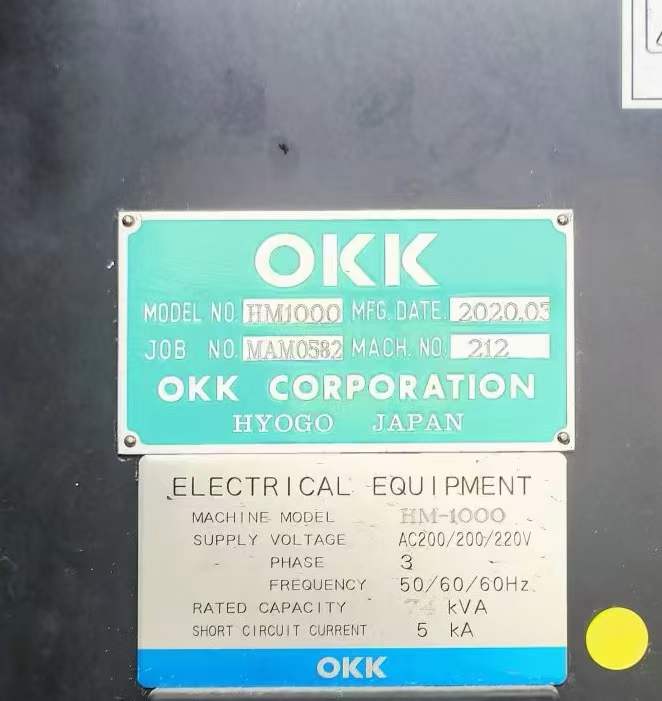 OKK
MODEL NO. HM1000 MFG. DATE. 2020.03
JOB NO. MAM0582 MACH. NO. 212
OKK CORPORATION
HYOGO JAPAN
ELECTRICAL EQUIPMENT
MACHINE MODEL HM-1000
SUPPLY VOLTAGE AC200/200/220V
PHASE 3
FREQUENCY 50/60/60Hz
RATED CAPACITY 74 kVA
SHORT CIRCUIT CURRENT 5 kA
OKK